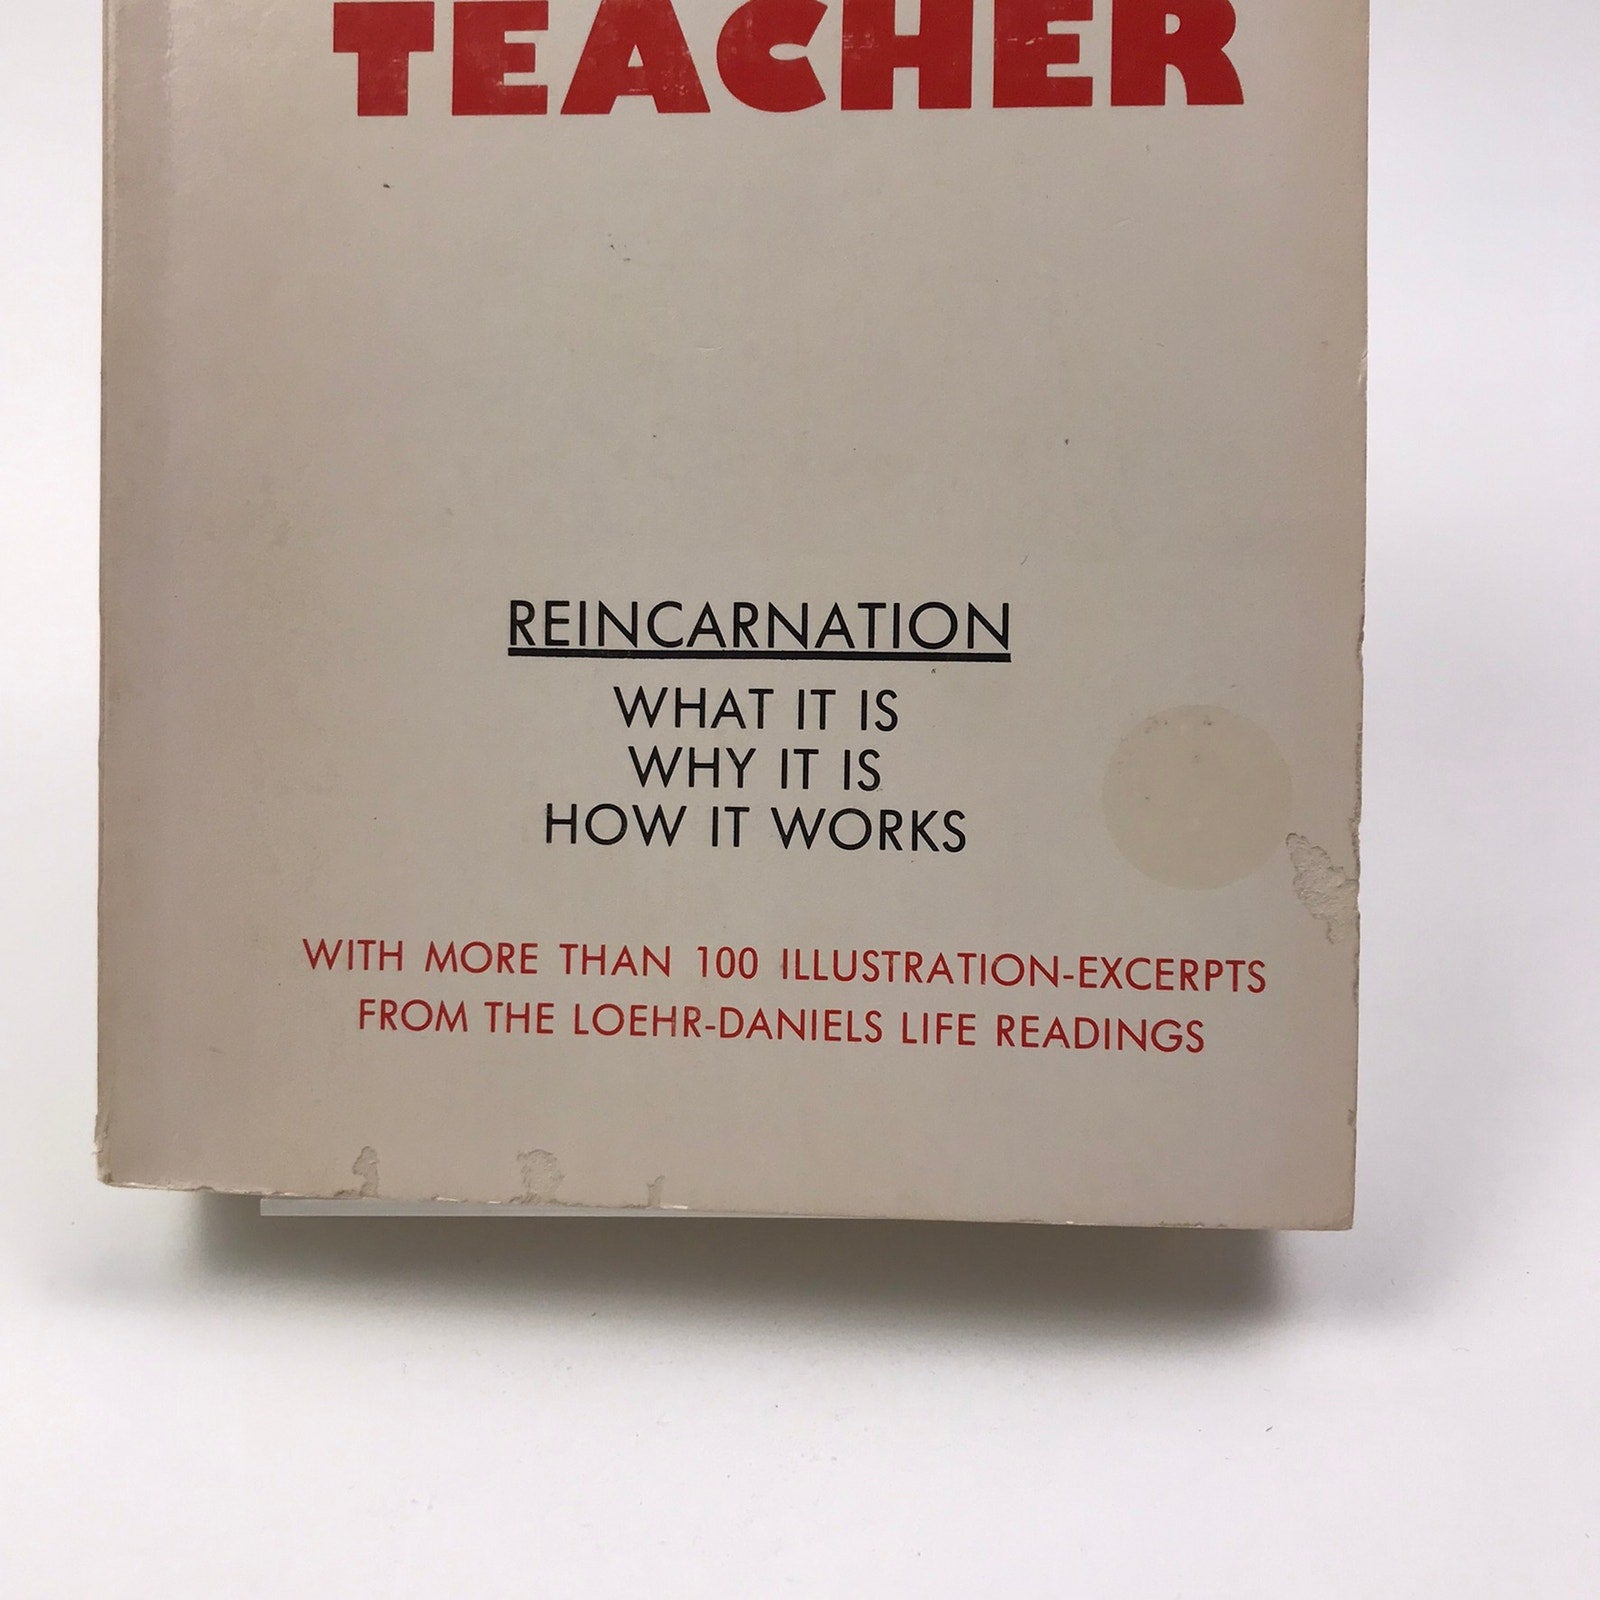 TEACHER
REINCARNATION
WHAT IT IS
WHY IT IS
HOW IT WORKS
WITH MORE THAN 100 ILLUSTRATION-EXCERPTS
FROM THE LOEHR-DANIELS LIFE READINGS